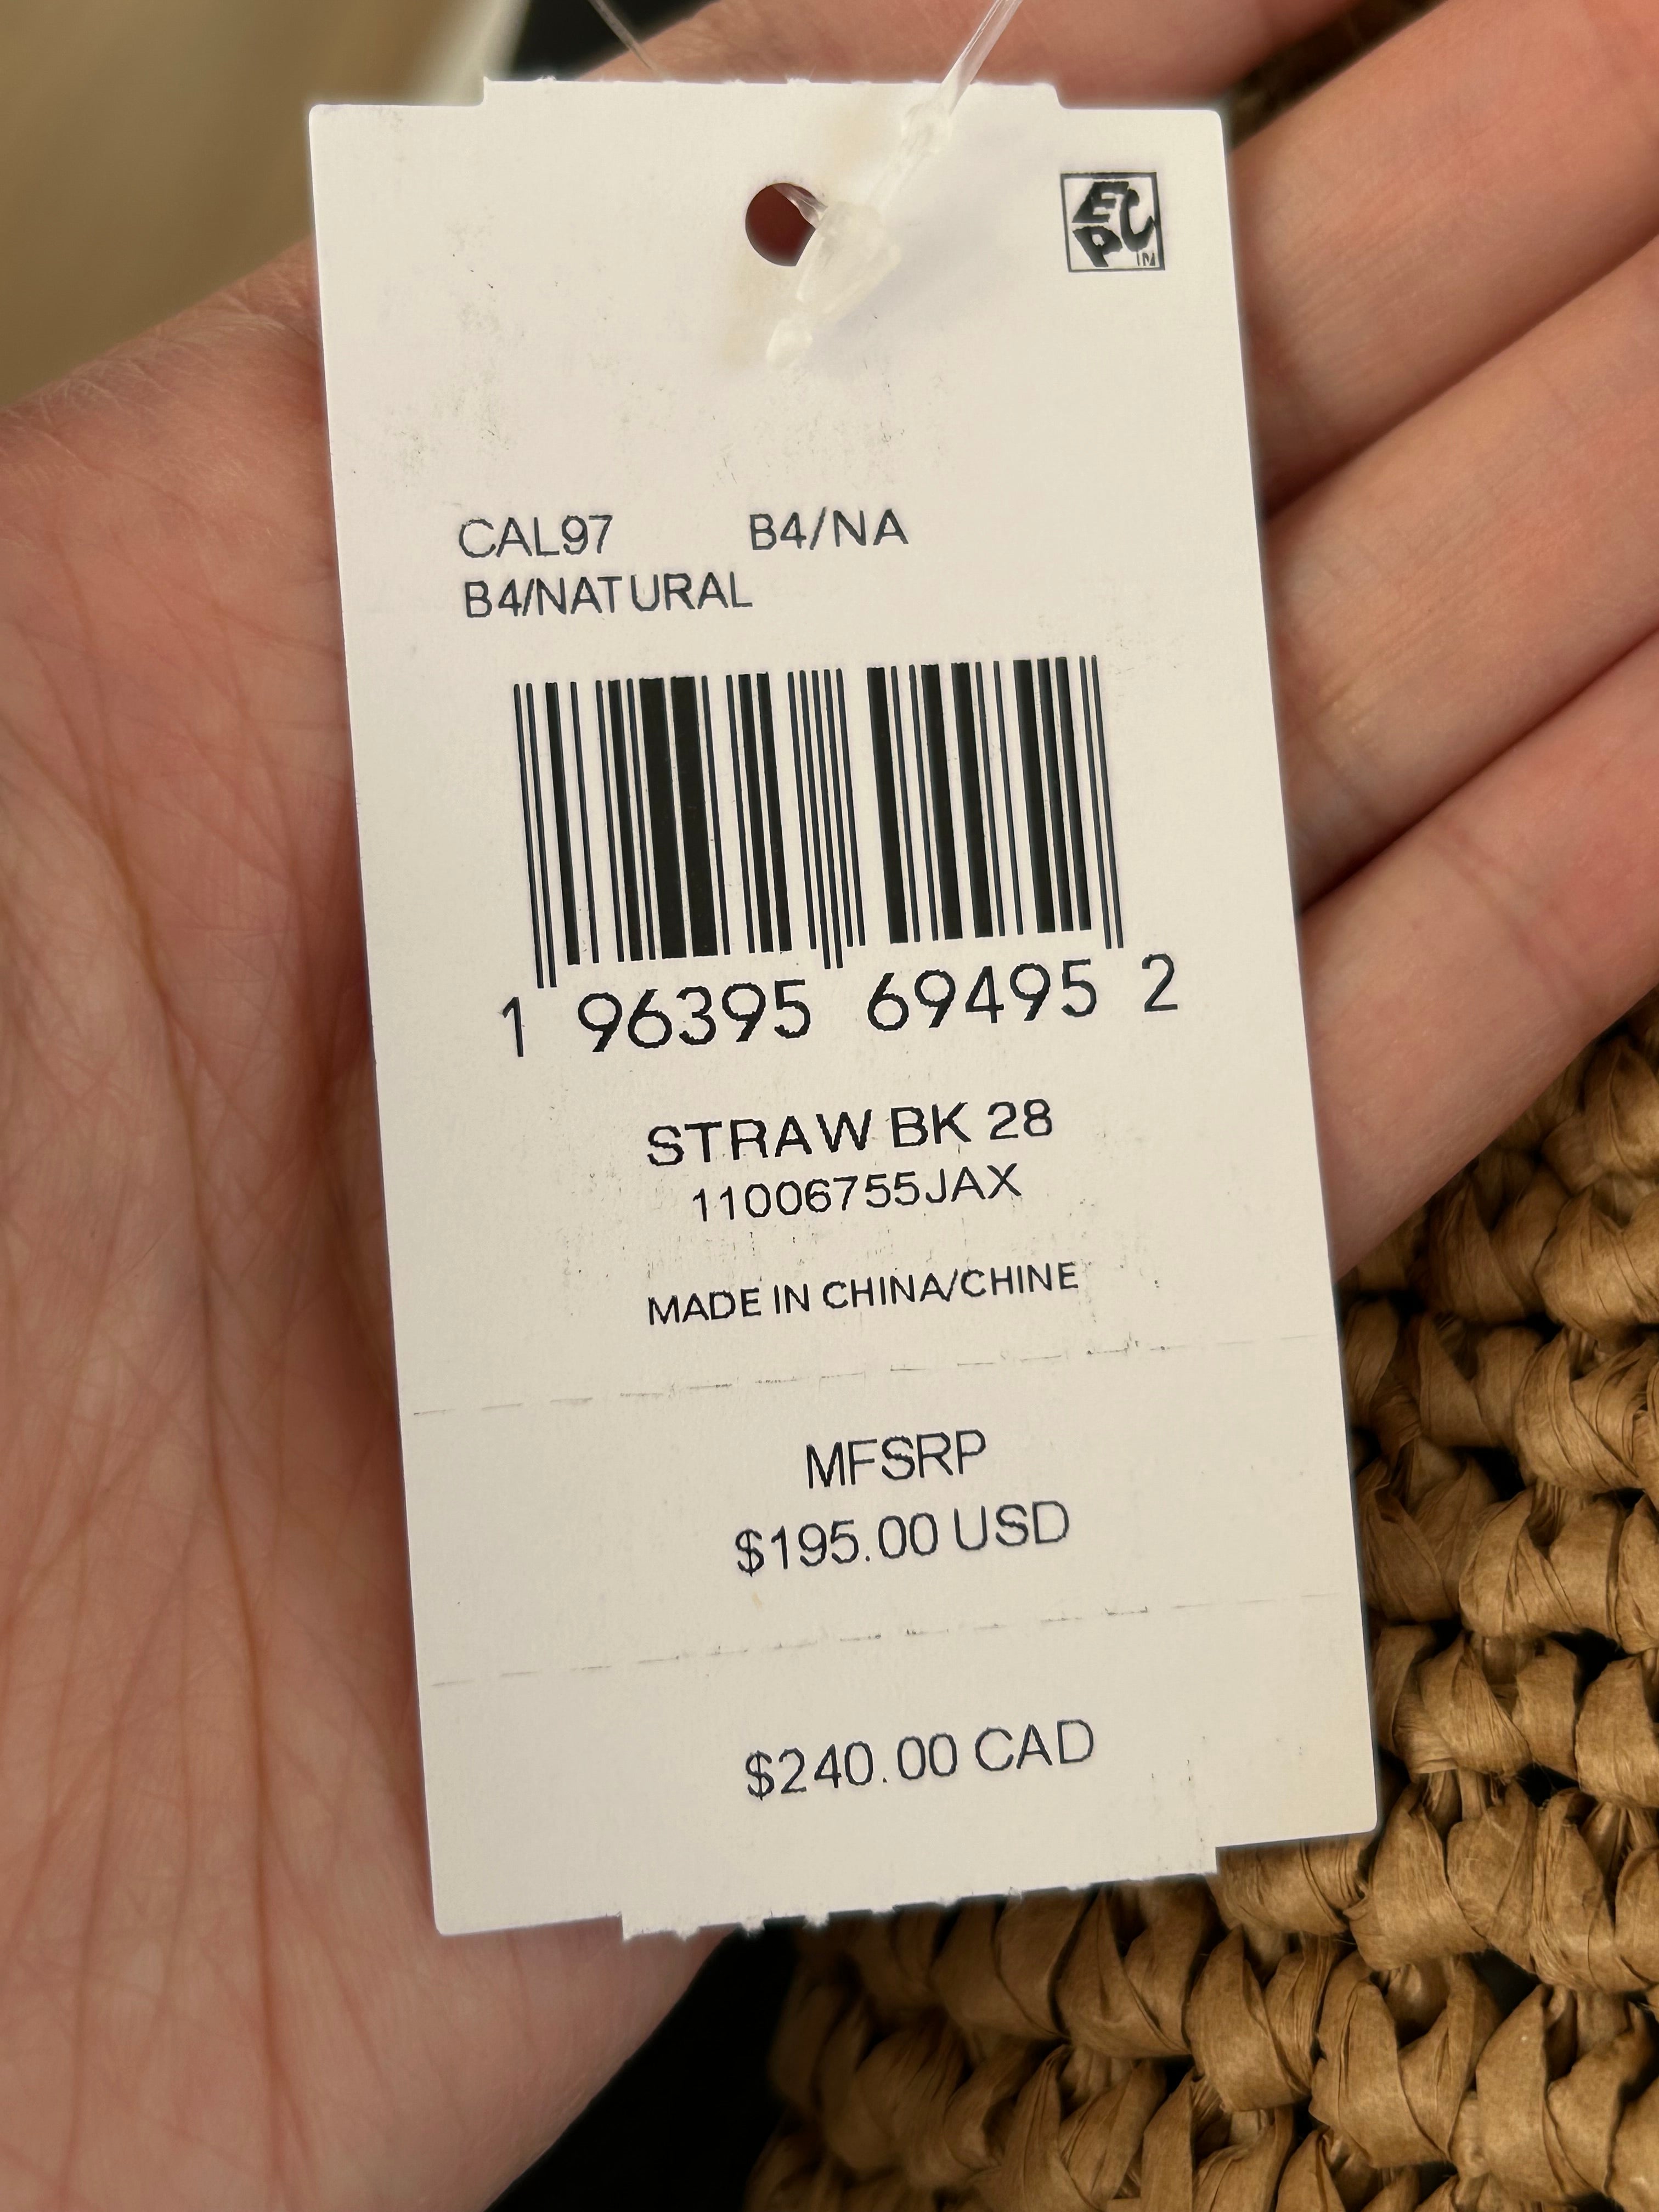 EPC
CAL97 B4/NA
B4/NATURAL
1 96395 69495 2
STRAW BK 28
11006755JAX
MADE IN CHINA/CHINE
MFSRP
$195.00 USD
$240.00 CAD